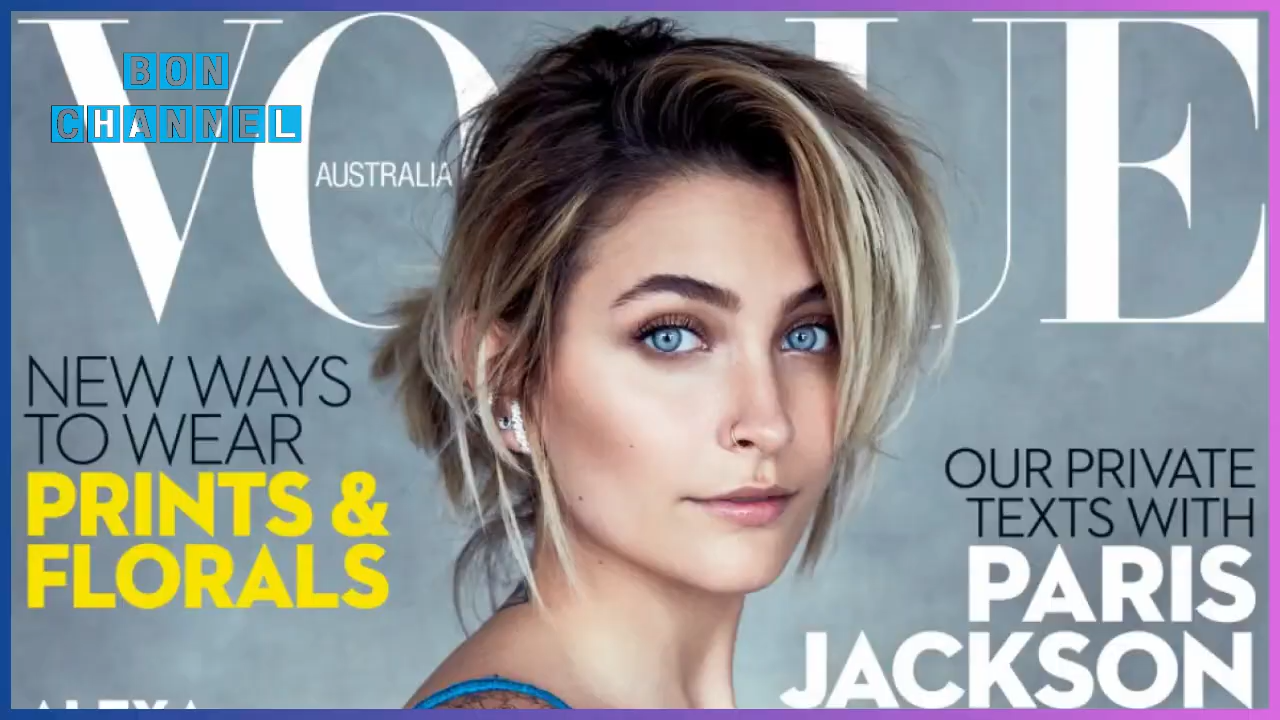 VOGUE
BON
CHANNEL
AUSTRALIA
NEW WAYS
TO WEAR
PRINTS &
FLORALS
OUR PRIVATE
TEXTS WITH
PARIS
JACKSON